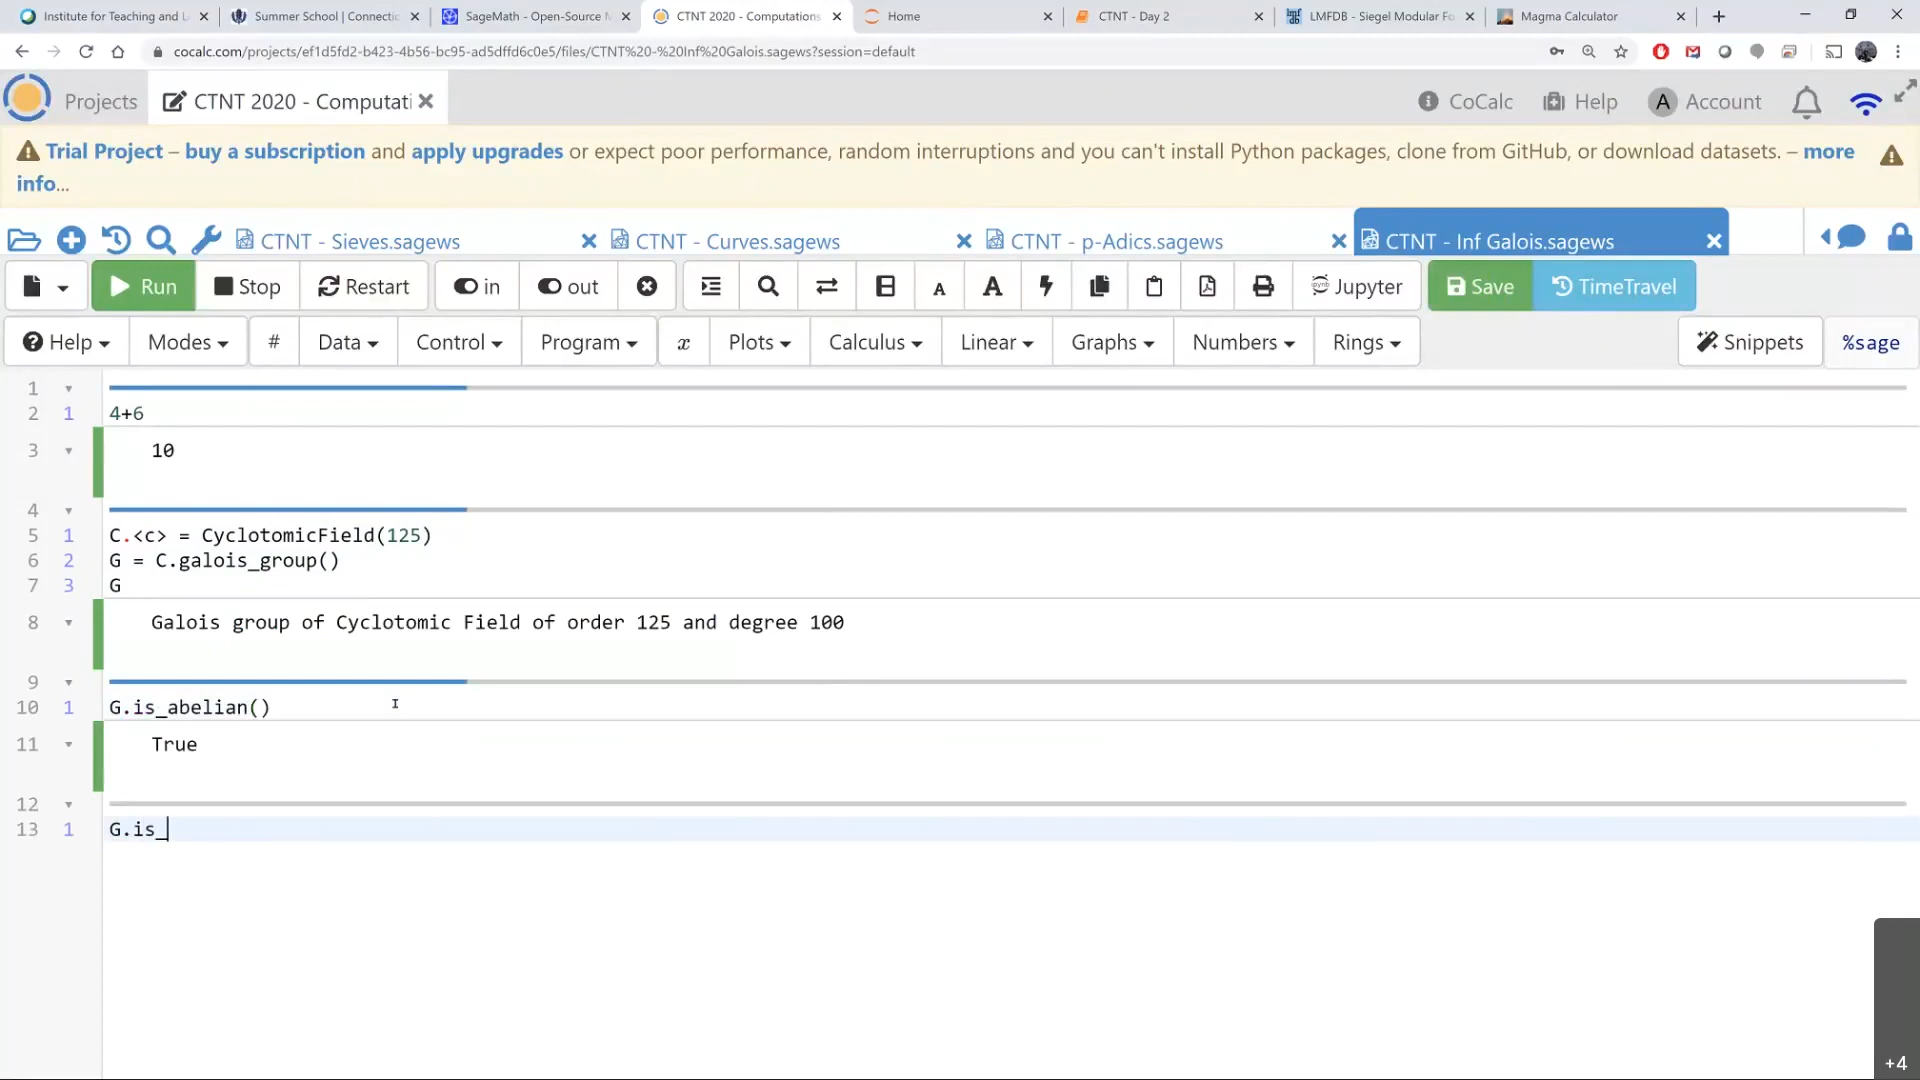 Institute for Teaching and L
Summer School | Connectic
SageMath - Open-Source M
CTNT 2020 - Computations
Home
CTNT - Day 2
LMFDB - Siegel Modular Fo
Magma Calculator
cocalc.com/projects/ef1d5fd2-b423-4b56-bc95-ad5dffd6c0e5/files/CTNT%20-%20Inf%20Galois.sagews?session=default
Projects
CTNT 2020 - Computati
CoCalc
Help
A Account
Trial Project – buy a subscription and apply upgrades or expect poor performance, random interruptions and you can't install Python packages, clone from GitHub, or download datasets. – more
info...
CTNT - Sieves.sagews
CTNT - Curves.sagews
CTNT - p-Adics.sagews
CTNT - Inf Galois.sagews
Run
Stop
Restart
in
out
A
A
Jupyter
Save
TimeTravel
Help
Modes
#
Data
Control
Program
x
Plots
Calculus
Linear
Graphs
Numbers
Rings
Snippets
%sage
1
2 1 4+6
3 10
4
5 1 C.<c> = CyclotomicField(125)
6 2 G = C.galois_group()
7 3 G
8 Galois group of Cyclotomic Field of order 125 and degree 100
9
10 1 G.is_abelian()
11 True
12
13 1 G.is_
+4